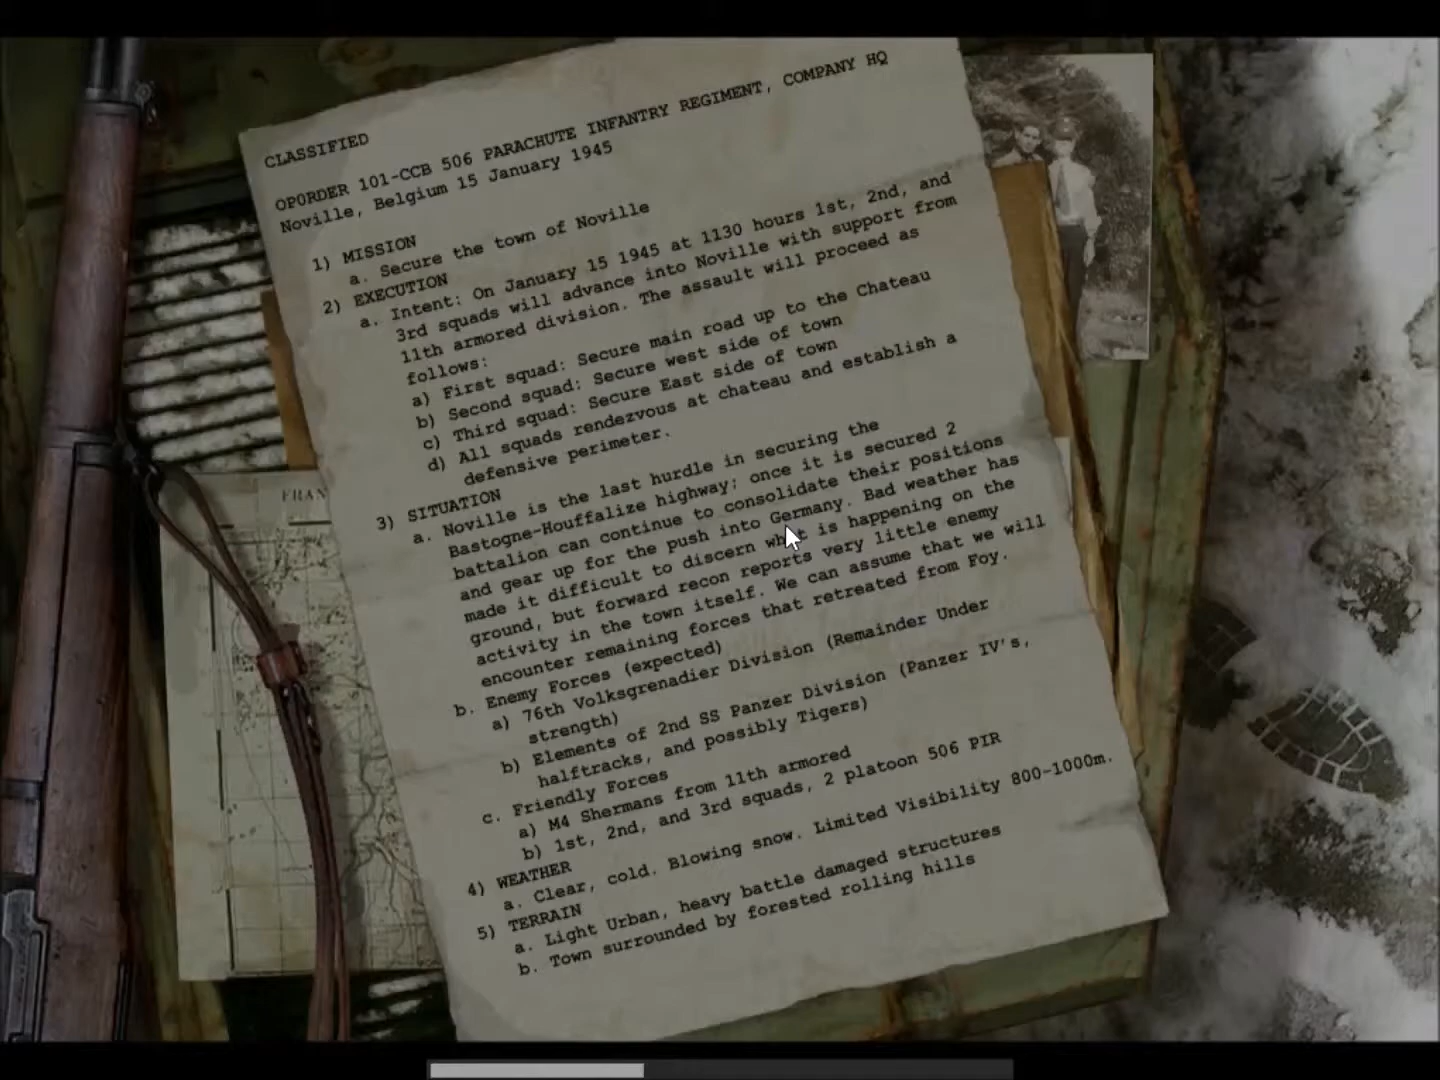 CLASSIFIED
OPORDER 101-CCB 506 PARACHUTE INFANTRY REGIMENT, COMPANY HQ
Noville, Belgium 15 January 1945
1) MISSION
a. Secure the town of Noville
2) EXECUTION
a. Intent: On January 15 1945 at 1130 hours 1st, 2nd, and
3rd squads will advance into Noville with support from
11th armored division. The assault will proceed as
follows:
a) First squad: Secure main road up to the Chateau
b) Second squad: Secure west side of town
c) Third squad: Secure East side of town
d) All squads rendezvous at chateau and establish a
defensive perimeter.
3) SITUATION
a. Noville is the last hurdle in securing the
Bastogne-Houffalize highway; once it is secured 2
battalion can continue to consolidate their positions
and gear up for the push into Germany. Bad weather has
made it difficult to discern what is happening on the
ground, but forward recon reports very little enemy
activity in the town itself. We can assume that we will
encounter remaining forces that retreated from Foy.
b. Enemy Forces (expected)
a) 76th Volksgrenadier Division (Remainder Under
strength)
b) Elements of 2nd SS Panzer Division (Panzer IV's,
halftracks, and possibly Tigers)
c. Friendly Forces
a) M4 Shermans from 11th armored
b) 1st, 2nd, and 3rd squads, 2 platoon 506 PIR
4) WEATHER
a. Clear, cold. Blowing snow. Limited Visibility 800-1000m.
5) TERRAIN
a. Light Urban, heavy battle damaged structures
b. Town surrounded by forested rolling hills
FRAN